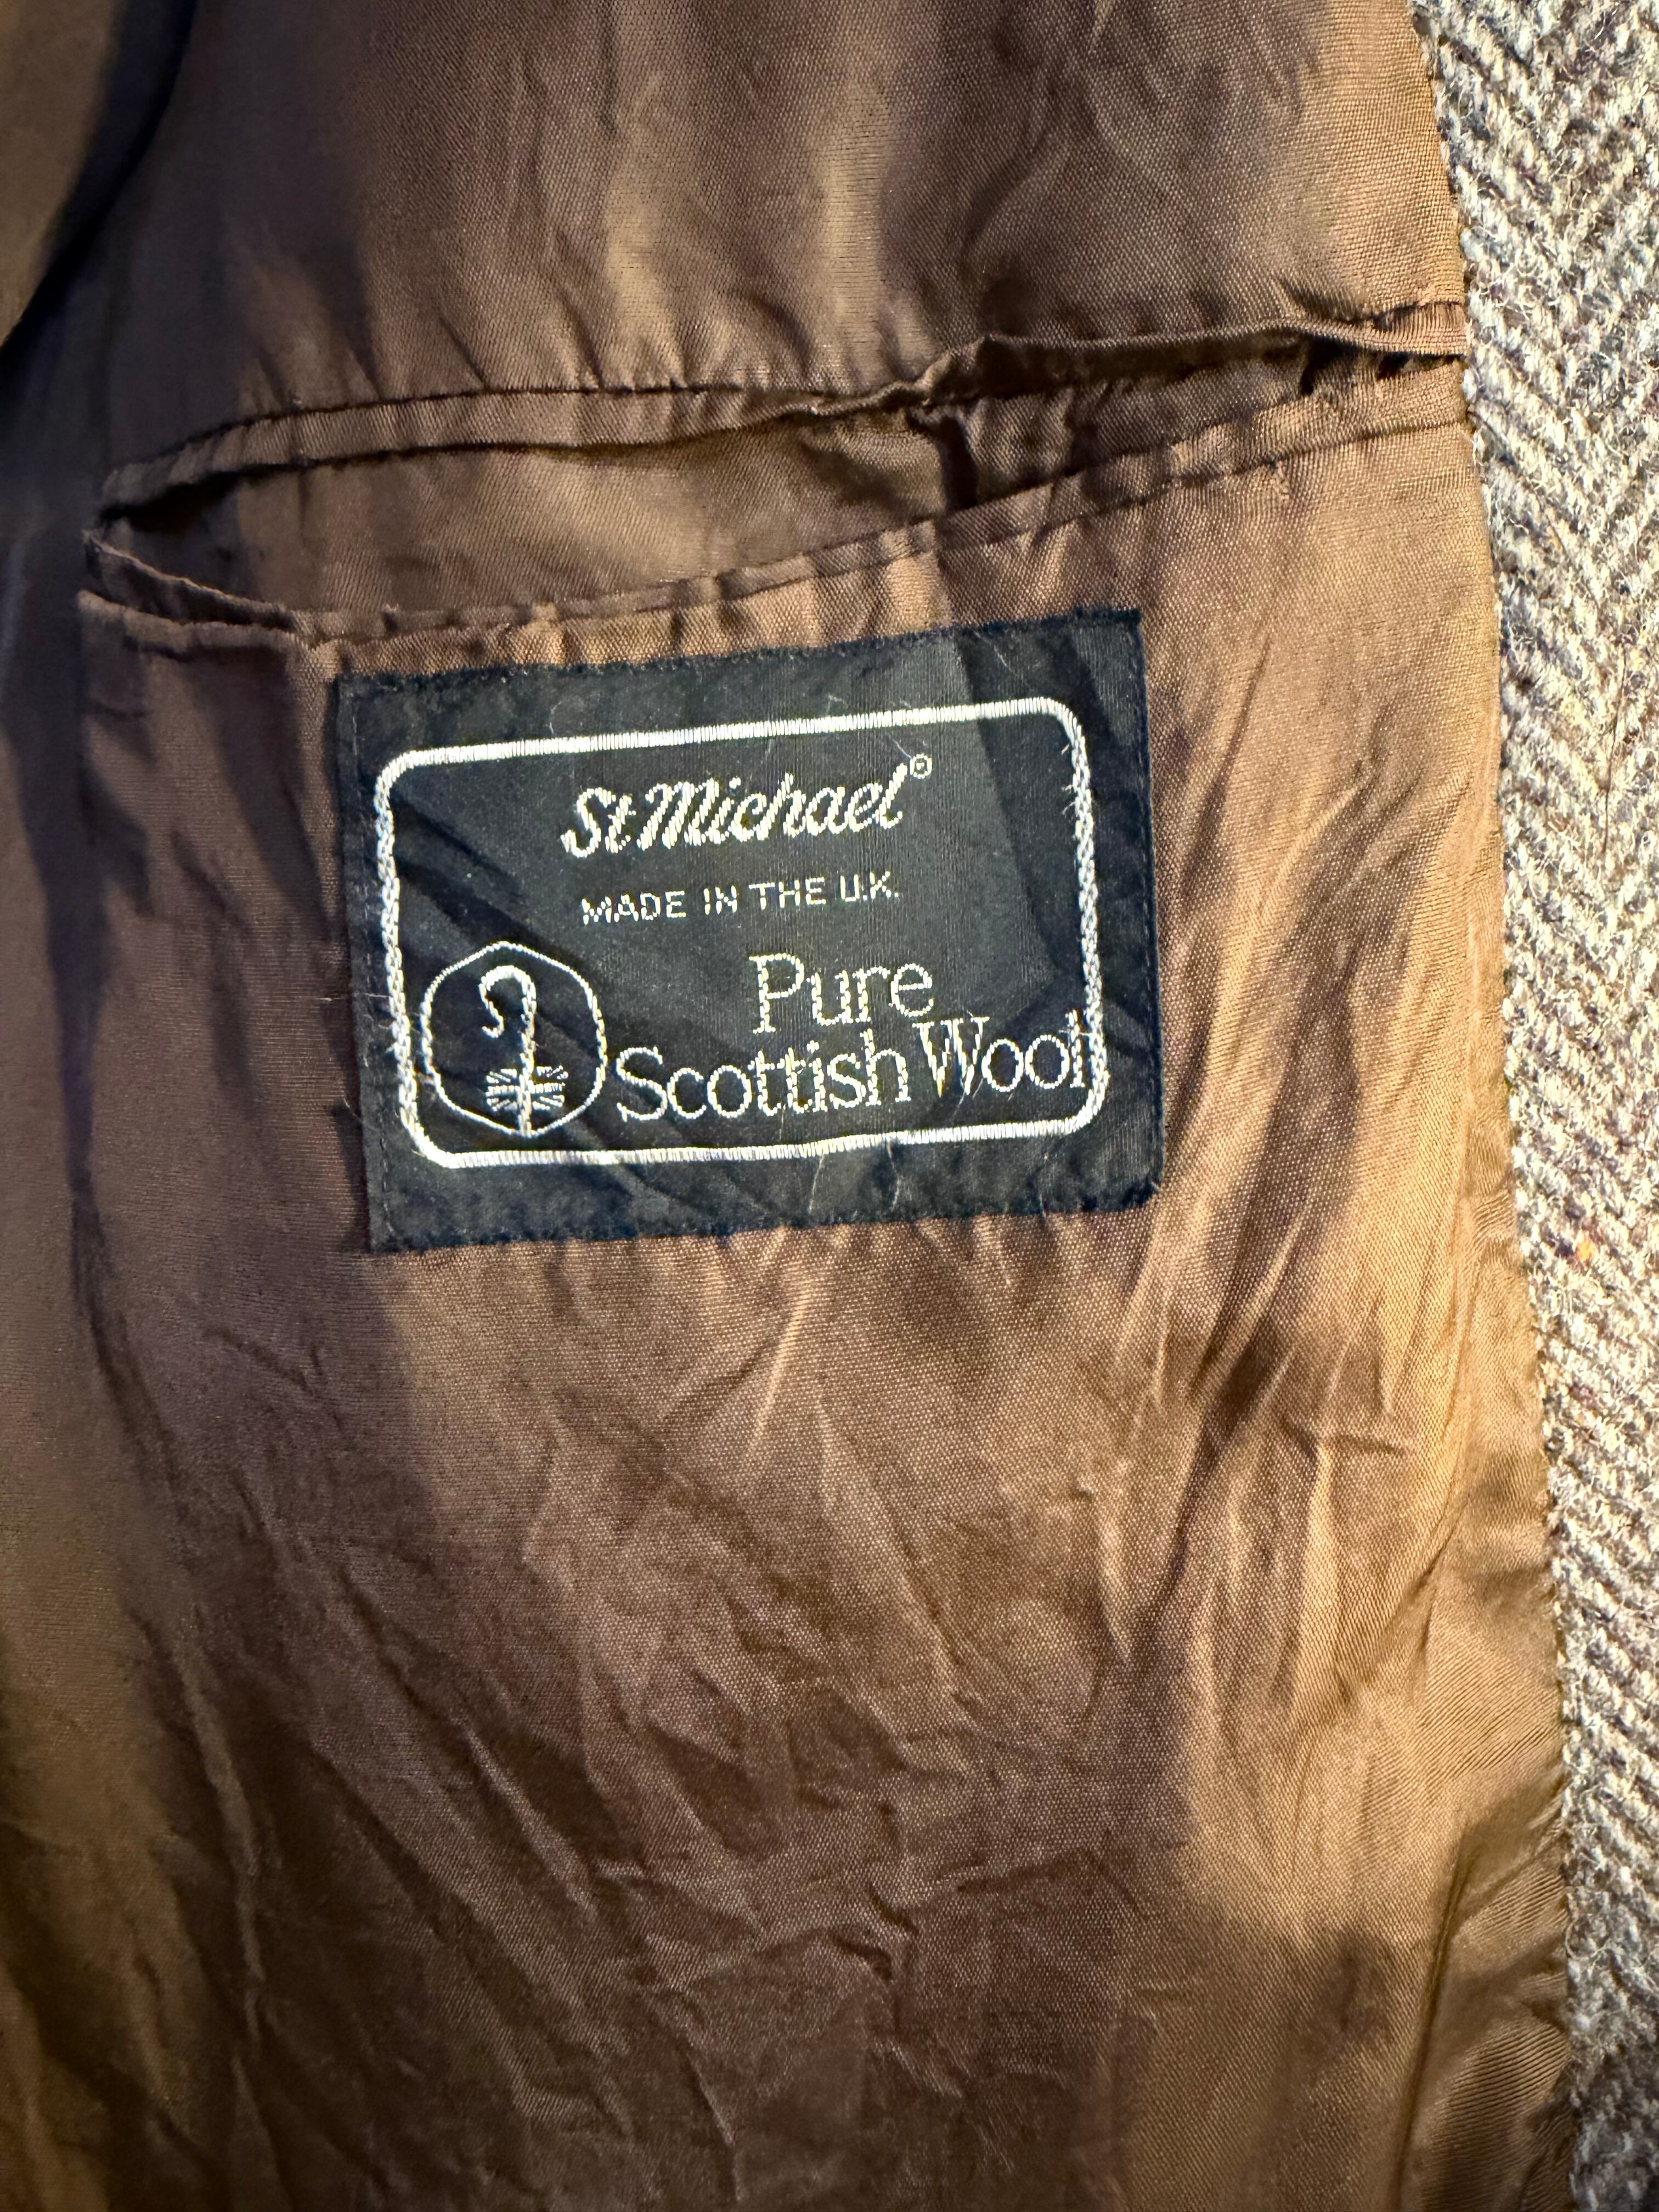 St Michael®
MADE IN THE U.K.
Pure
Scottish Wool